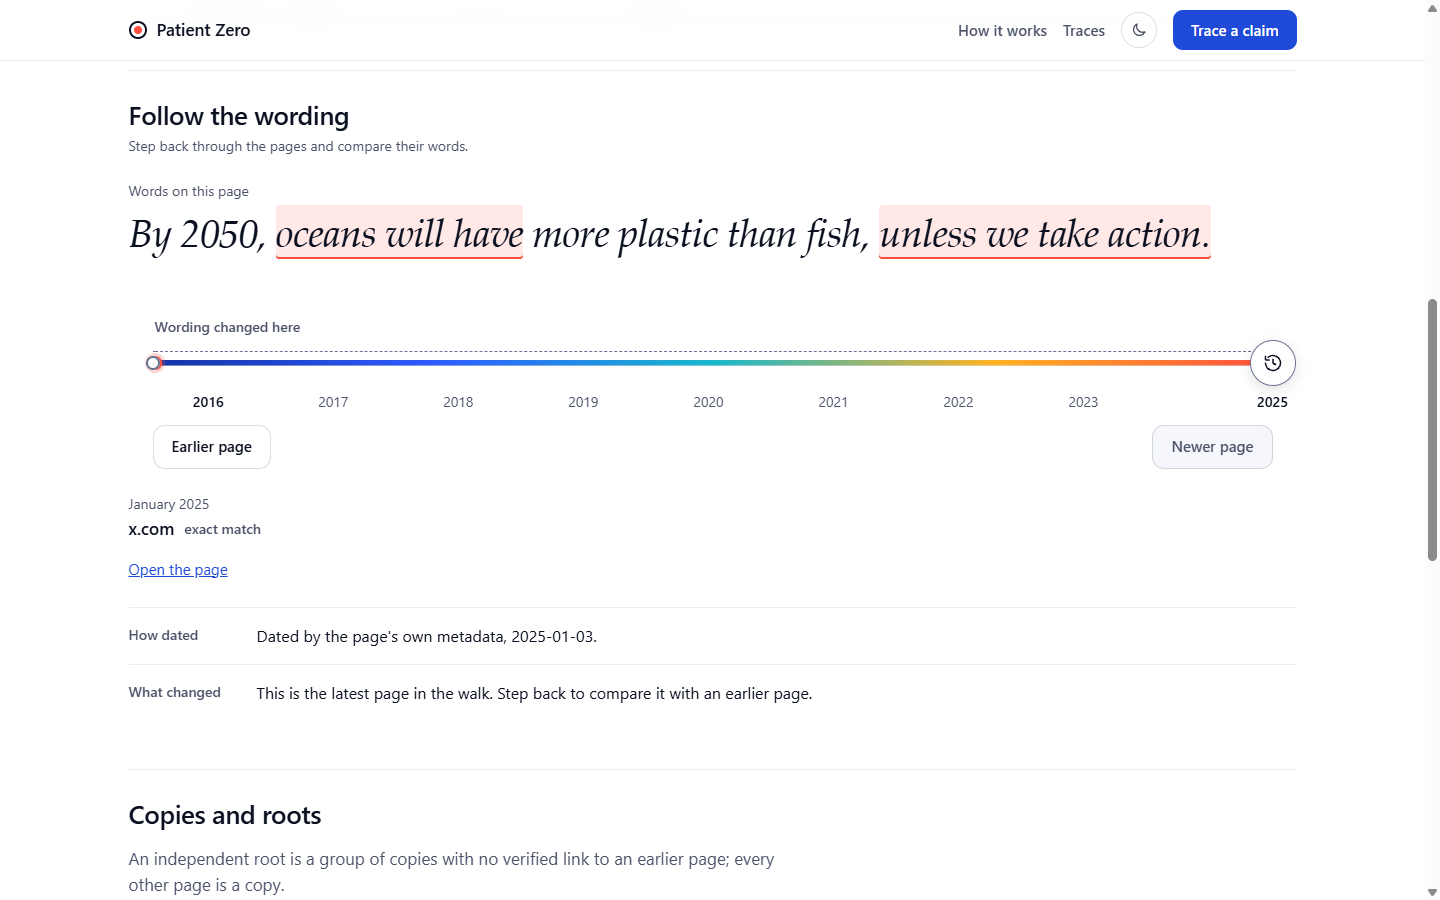 Patient Zero
How it works
Traces
Trace a claim
Follow the wording
Step back through the pages and compare their words.
Words on this page
By 2050, oceans will have more plastic than fish, unless we take action.
Wording changed here
2016 2017 2018 2019 2020 2021 2022 2023 2025
Earlier page
Newer page
January 2025
x.com exact match
Open the page
How dated Dated by the page's own metadata, 2025-01-03.
What changed This is the latest page in the walk. Step back to compare it with an earlier page.
Copies and roots
An independent root is a group of copies with no verified link to an earlier page; every
other page is a copy.